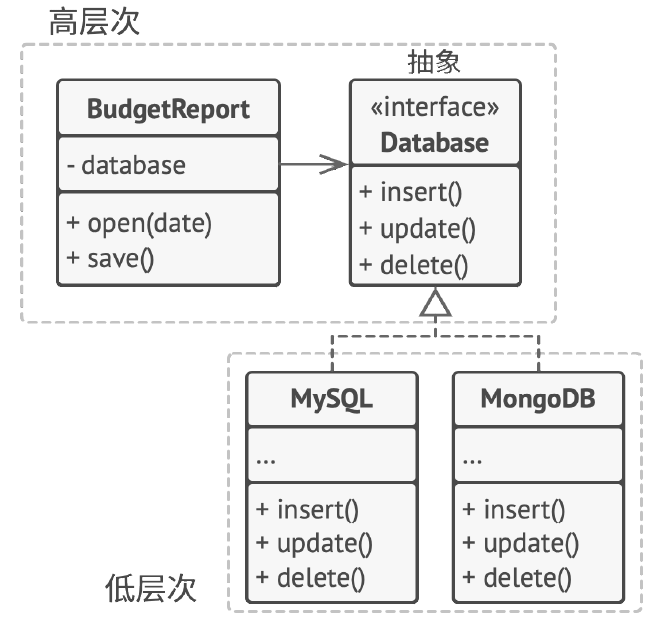 高层次
抽象
BudgetReport
- database
+ open(date)
+ save()
«interface»
Database
+ insert()
+ update()
+ delete()
MySQL
...
+ insert()
+ update()
+ delete()
MongoDB
...
+ insert()
+ update()
+ delete()
低层次